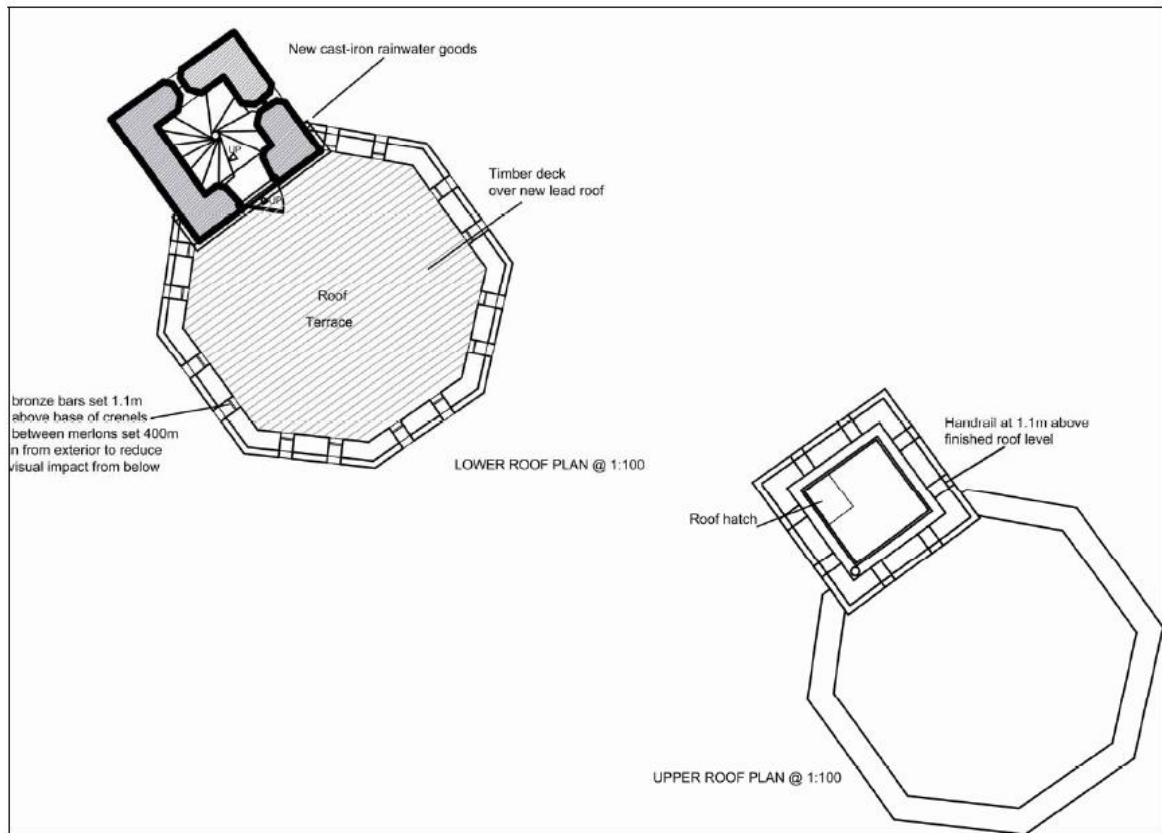 New cast-iron rainwater goods
UP
UP
Timber deck
over new lead roof
Roof
Terrace
bronze bars set 1.1m
above base of crenels
between merlons set 400m
n from exterior to reduce
visual impact from below
LOWER ROOF PLAN @ 1:100
Handrail at 1.1m above
finished roof level
Roof hatch
UPPER ROOF PLAN @ 1:100